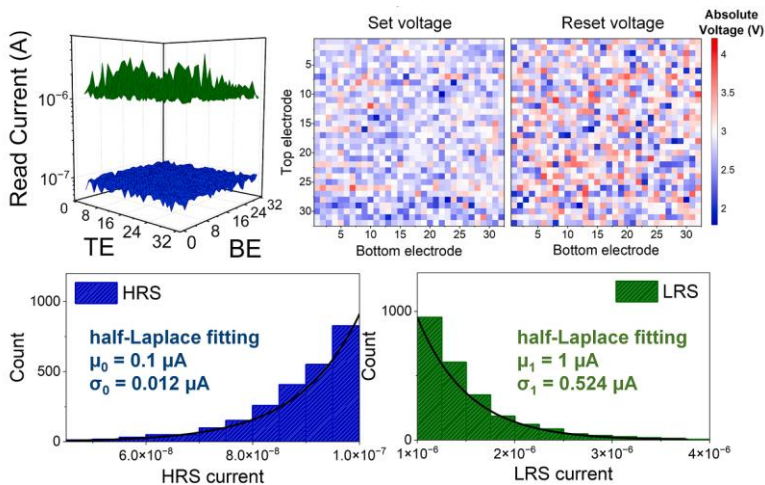 Read Current (A)
10⁻⁶
10⁻⁷
0
8
16
24
32
TE
0
8
16
24
32
BE
Set voltage
Reset voltage
Absolute
Voltage (V)
Top electrode
5
10
15
20
25
30
5 10 15 20 25 30
Bottom electrode
5 10 15 20 25 30
Bottom electrode
4
3.5
3
2.5
2
HRS
half-Laplace fitting
μ₀ = 0.1 μA
σ₀ = 0.012 μA
Count
1000
500
0
6.0×10⁻⁸ 8.0×10⁻⁸ 1.0×10⁻⁷
HRS current
LRS
half-Laplace fitting
μ₁ = 1 μA
σ₁ = 0.524 μA
Count
1000
0
1×10⁻⁶ 2×10⁻⁶ 3×10⁻⁶ 4×10⁻⁶
LRS current